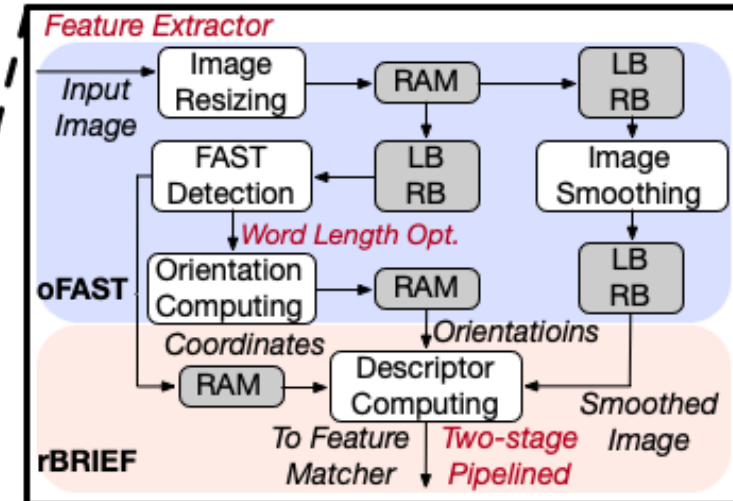 Feature Extractor
Input
Image
Image
Resizing
RAM
LB
RB
FAST
Detection
LB
RB
Image
Smoothing
Word Length Opt.
Orientation
Computing
RAM
LB
RB
oFAST
Coordinates
Orientatioins
RAM
Descriptor
Computing
Smoothed
Image
To Feature
Matcher
Two-stage
Pipelined
rBRIEF